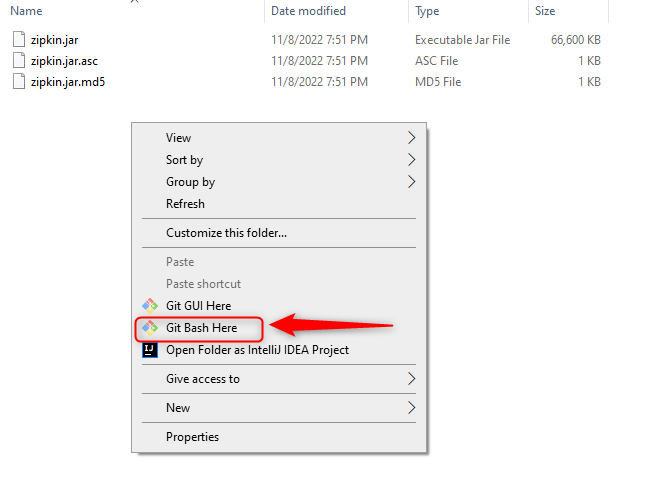 Name Date modified Type Size
zipkin.jar 11/8/2022 7:51 PM Executable Jar File 66,600 KB
zipkin.jar.asc 11/8/2022 7:51 PM ASC File 1 KB
zipkin.jar.md5 11/8/2022 7:51 PM MD5 File 1 KB
View
Sort by
Group by
Refresh
Customize this folder...
Paste
Paste shortcut
Git GUI Here
Git Bash Here
IJ Open Folder as IntelliJ IDEA Project
Give access to
New
Properties